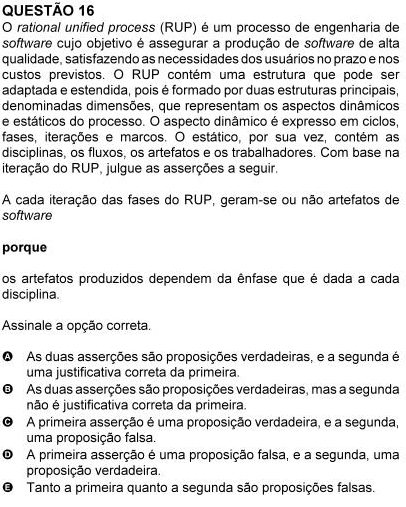 QUESTÃO 16
O rational unified process (RUP) é um processo de engenharia de
software cujo objetivo é assegurar a produção de software de alta
qualidade, satisfazendo as necessidades dos usuários no prazo e nos
custos previstos. O RUP contém uma estrutura que pode ser
adaptada e estendida, pois é formado por duas estruturas principais,
denominadas dimensões, que representam os aspectos dinâmicos
e estáticos do processo. O aspecto dinâmico é expresso em ciclos,
fases, iterações e marcos. O estático, por sua vez, contém as
disciplinas, os fluxos, os artefatos e os trabalhadores. Com base na
iteração do RUP, julgue as asserções a seguir.
A cada iteração das fases do RUP, geram-se ou não artefatos de
software
porque
os artefatos produzidos dependem da ênfase que é dada a cada
disciplina.
Assinale a opção correta.
A As duas asserções são proposições verdadeiras, e a segunda é
uma justificativa correta da primeira.
B As duas asserções são proposições verdadeiras, mas a segunda
não é justificativa correta da primeira.
C A primeira asserção é uma proposição verdadeira, e a segunda,
uma proposição falsa.
D A primeira asserção é uma proposição falsa, e a segunda, uma
proposição verdadeira.
E Tanto a primeira quanto a segunda são proposições falsas.